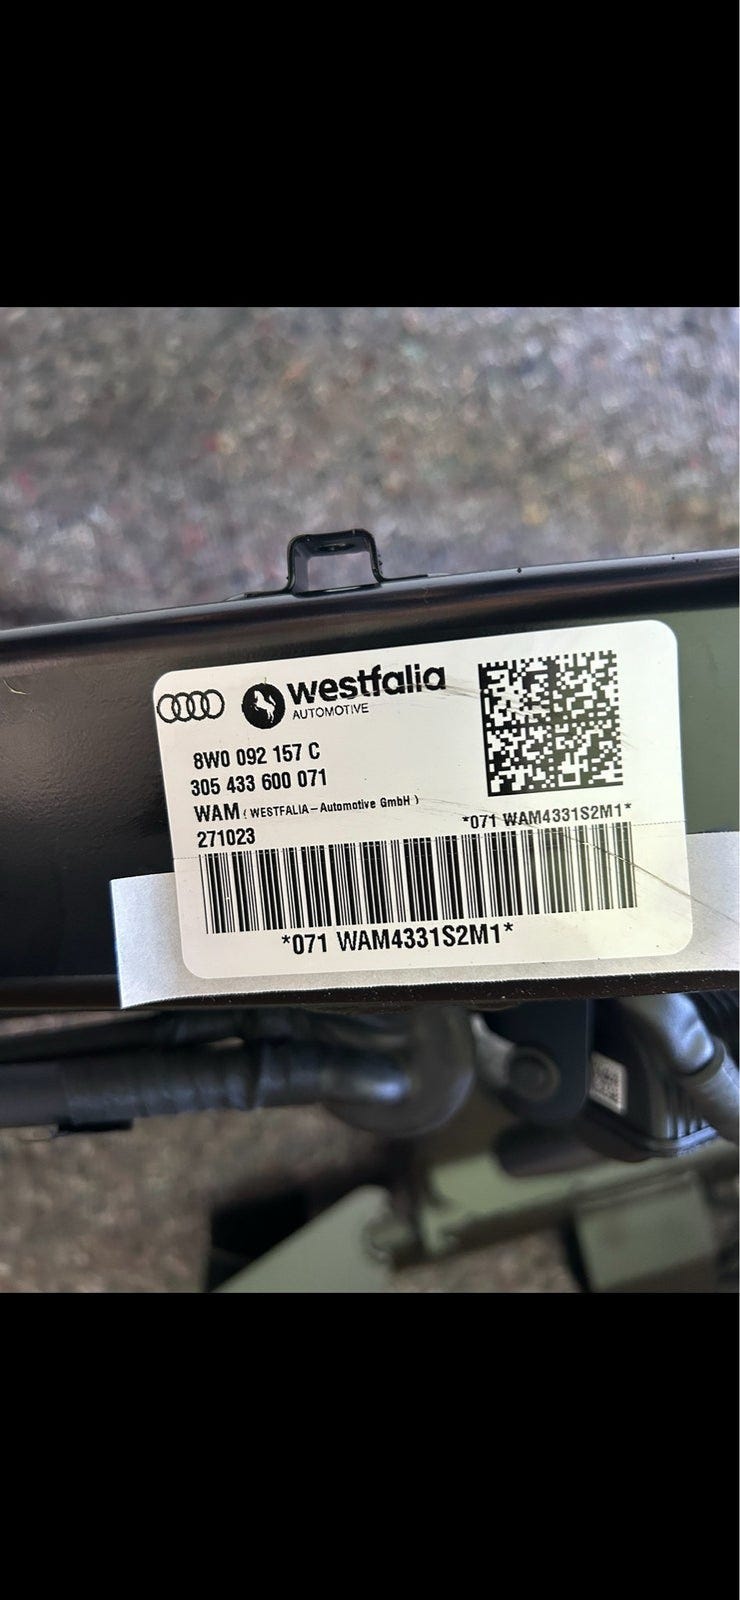 westfalia
AUTOMOTIVE
8W0 092 157 C
305 433 600 071
WAM ( WESTFALIA-Automotive GmbH )
271023
*071 WAM4331S2M1*
*071 WAM4331S2M1*